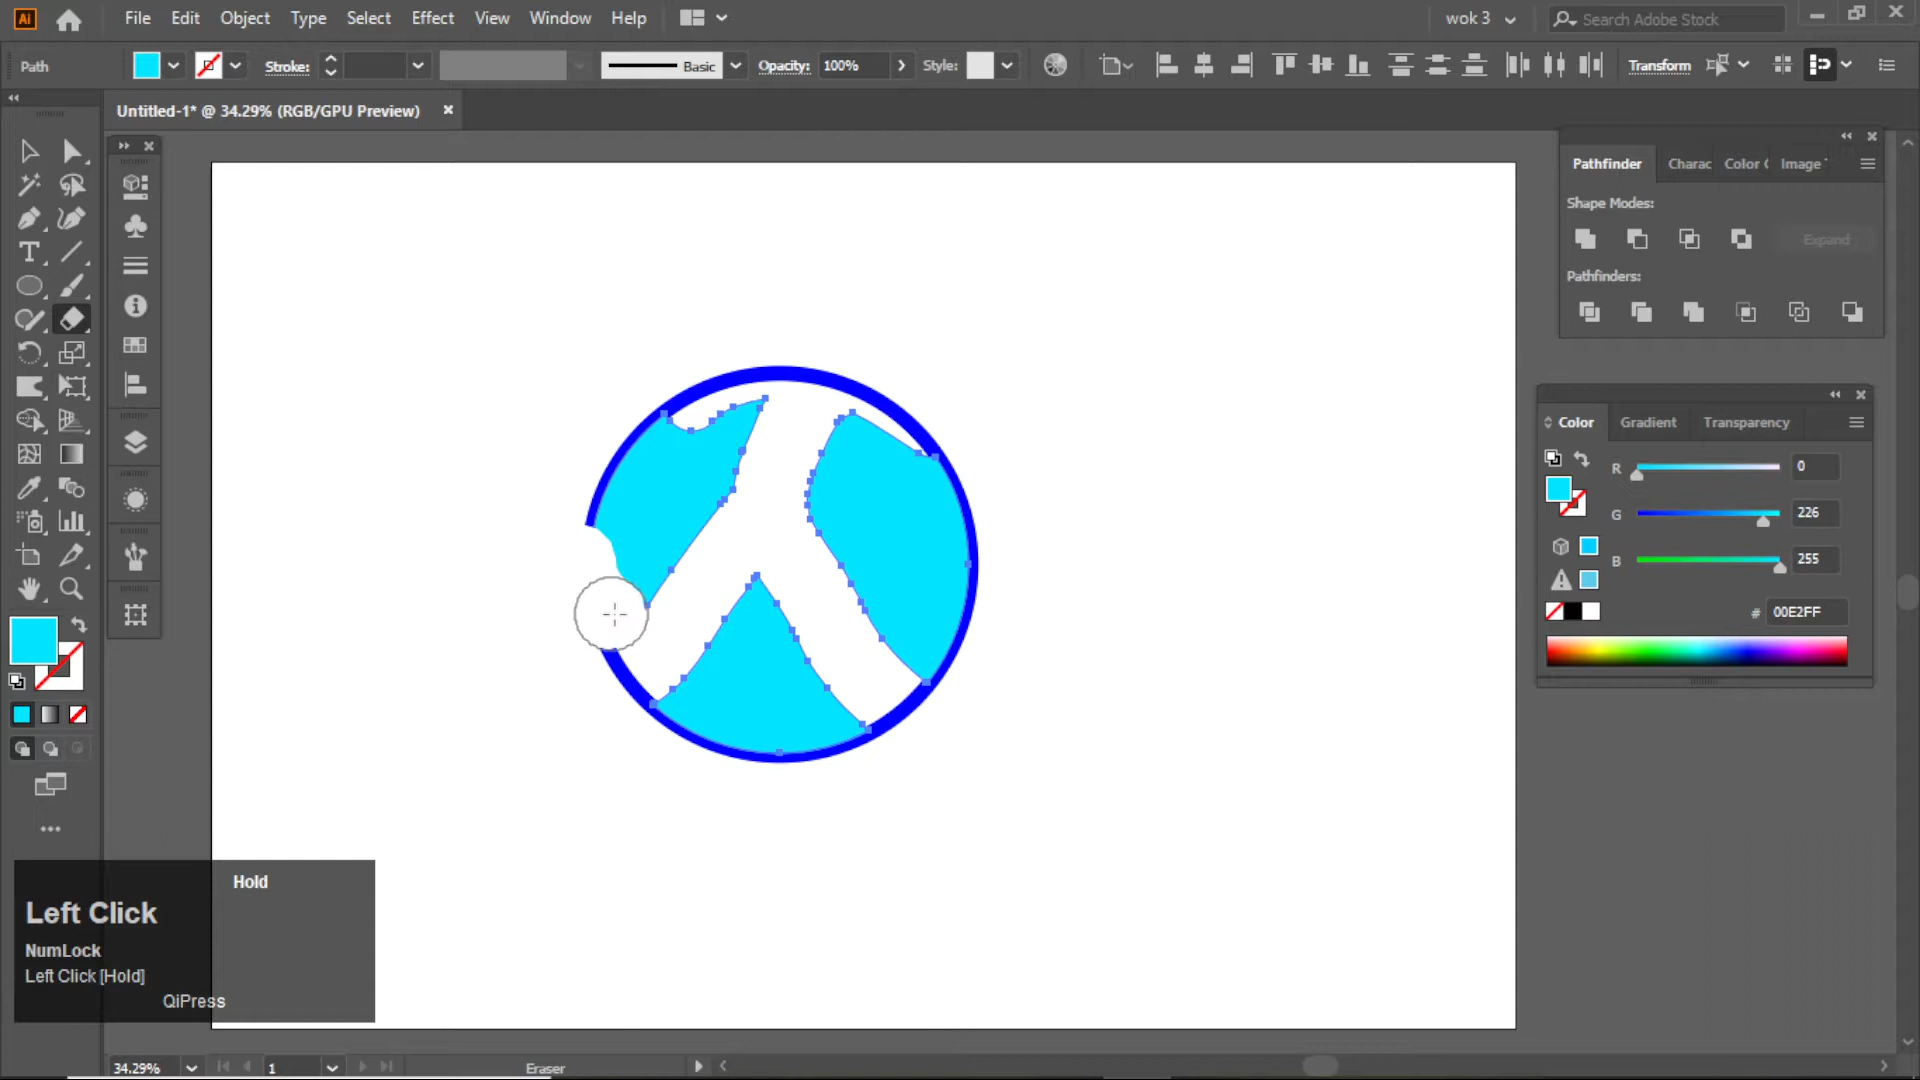 Ai File Edit Object Type Select Effect View Window Help wok 3 Search Adobe Stock
Path Stroke: Basic Opacity: 100% Style: Transform
Untitled-1* @ 34.29% (RGB/GPU Preview)
Pathfinder Charac Color Image
Shape Modes:
Expand
Pathfinders:
Color Gradient Transparency
R 0
G 226
B 255
# 00E2FF
Hold
Left Click
NumLock
Left Click [Hold]
QiPress
34.29% 1 Eraser